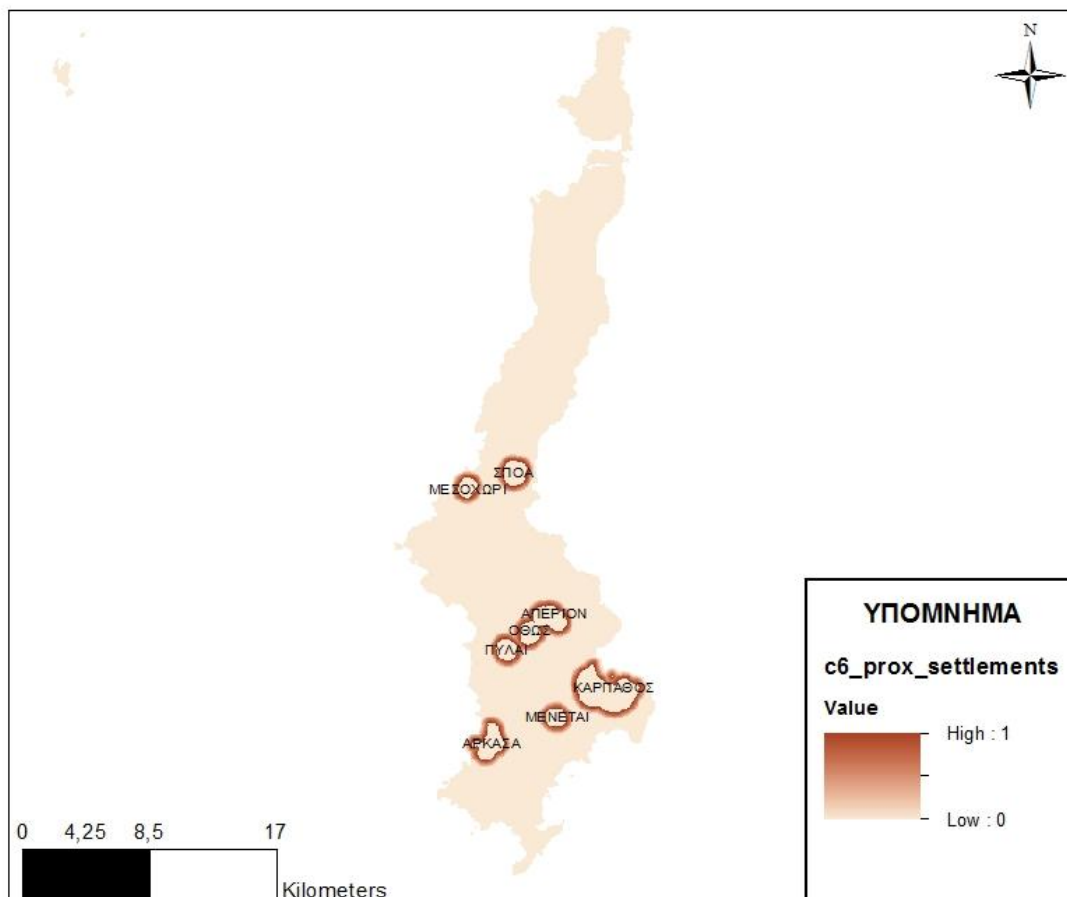 N
ΣΠΟΑ
ΜΕΣΟΧΩΡΙ
ΑΠΕΡΙΟΝ
ΟΘΟΣ
ΠΥΛΑΙ
ΚΑΡΠΑΘΟΣ
ΜΕΝΕΤΑΙ
ΑΡΚΑΣΑ
ΥΠΟΜΝΗΜΑ
c6_prox_settlements
Value
High : 1
Low : 0
0 4,25 8,5 17
Kilometers